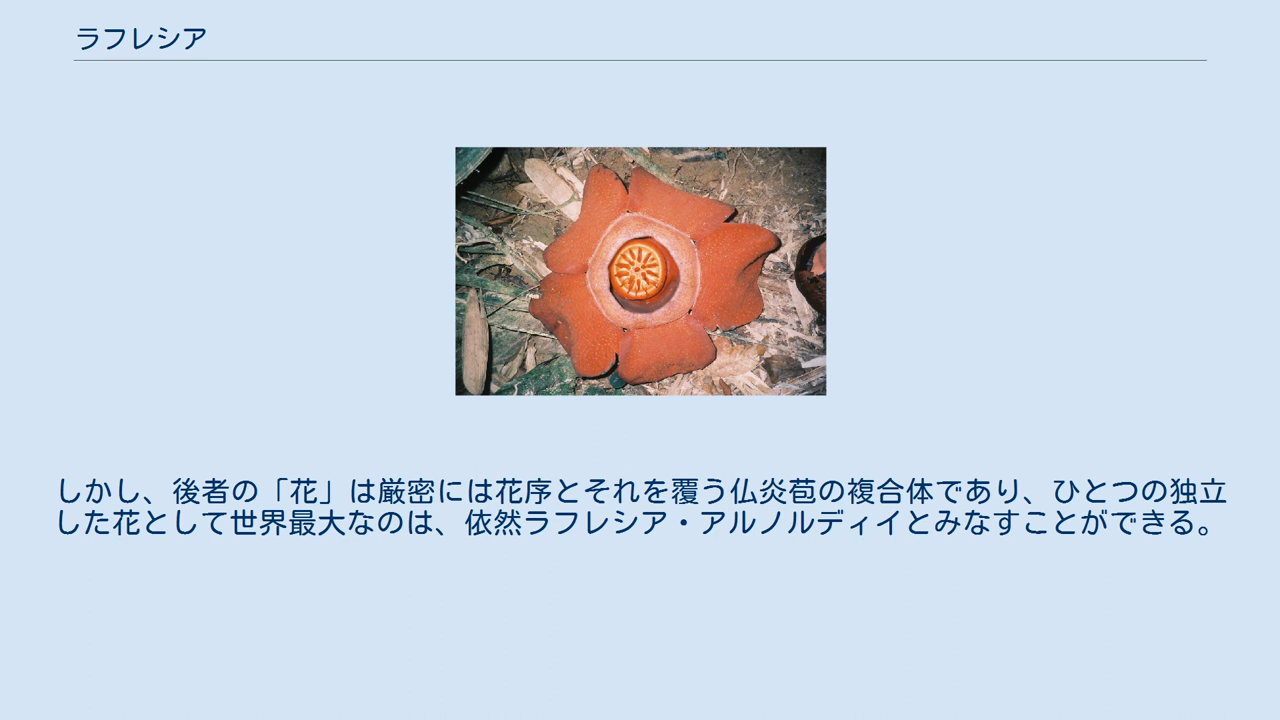 ラフレシア
しかし、後者の「花」は厳密には花序とそれを覆う仏炎苞の複合体であり、ひとつの独立
した花として世界最大なのは、依然ラフレシア・アルノルディイとみなすことができる。